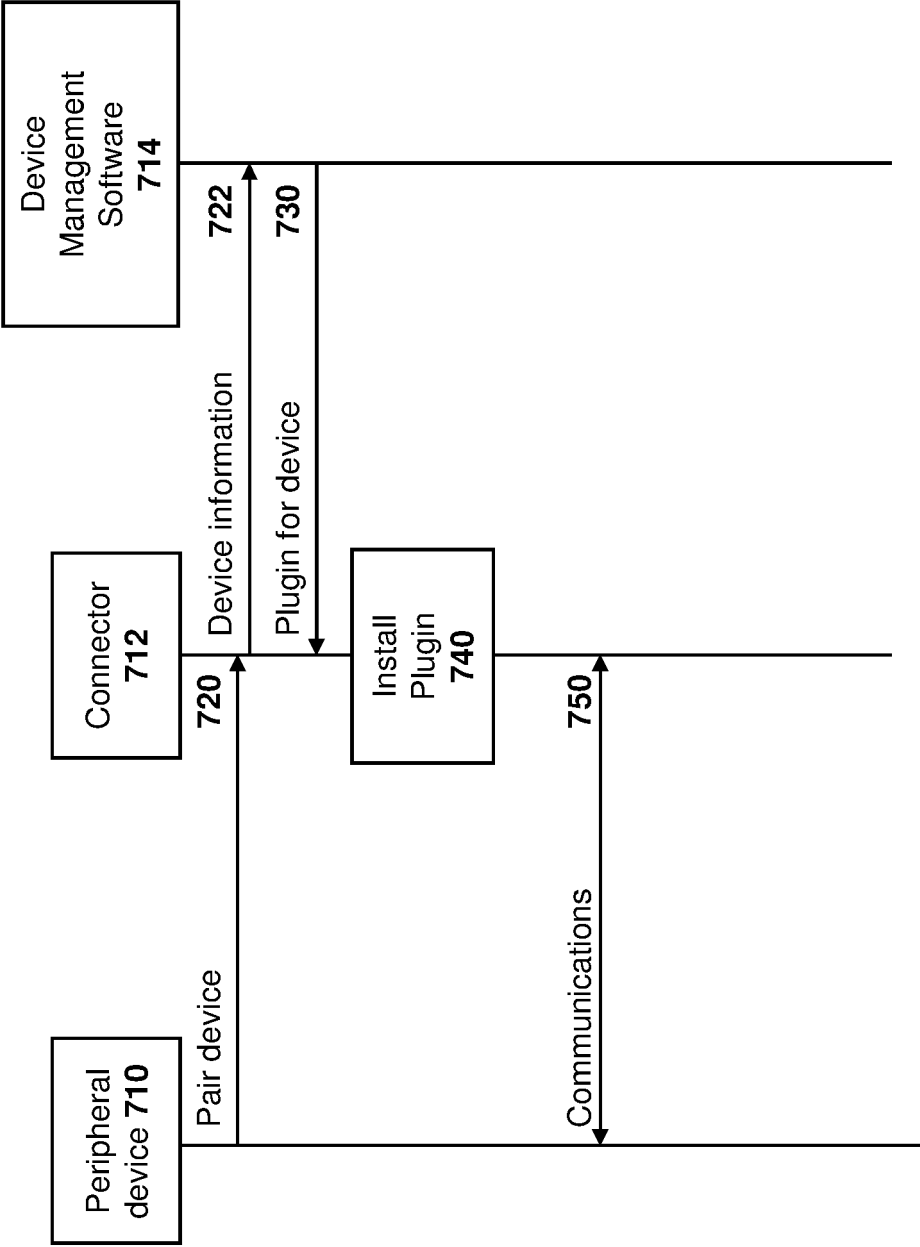 Peripheral
device 710
Connector
712
Device
Management
Software
714
Pair device
720
Device information
722
Plugin for device
730
Install
Plugin
740
Communications
750